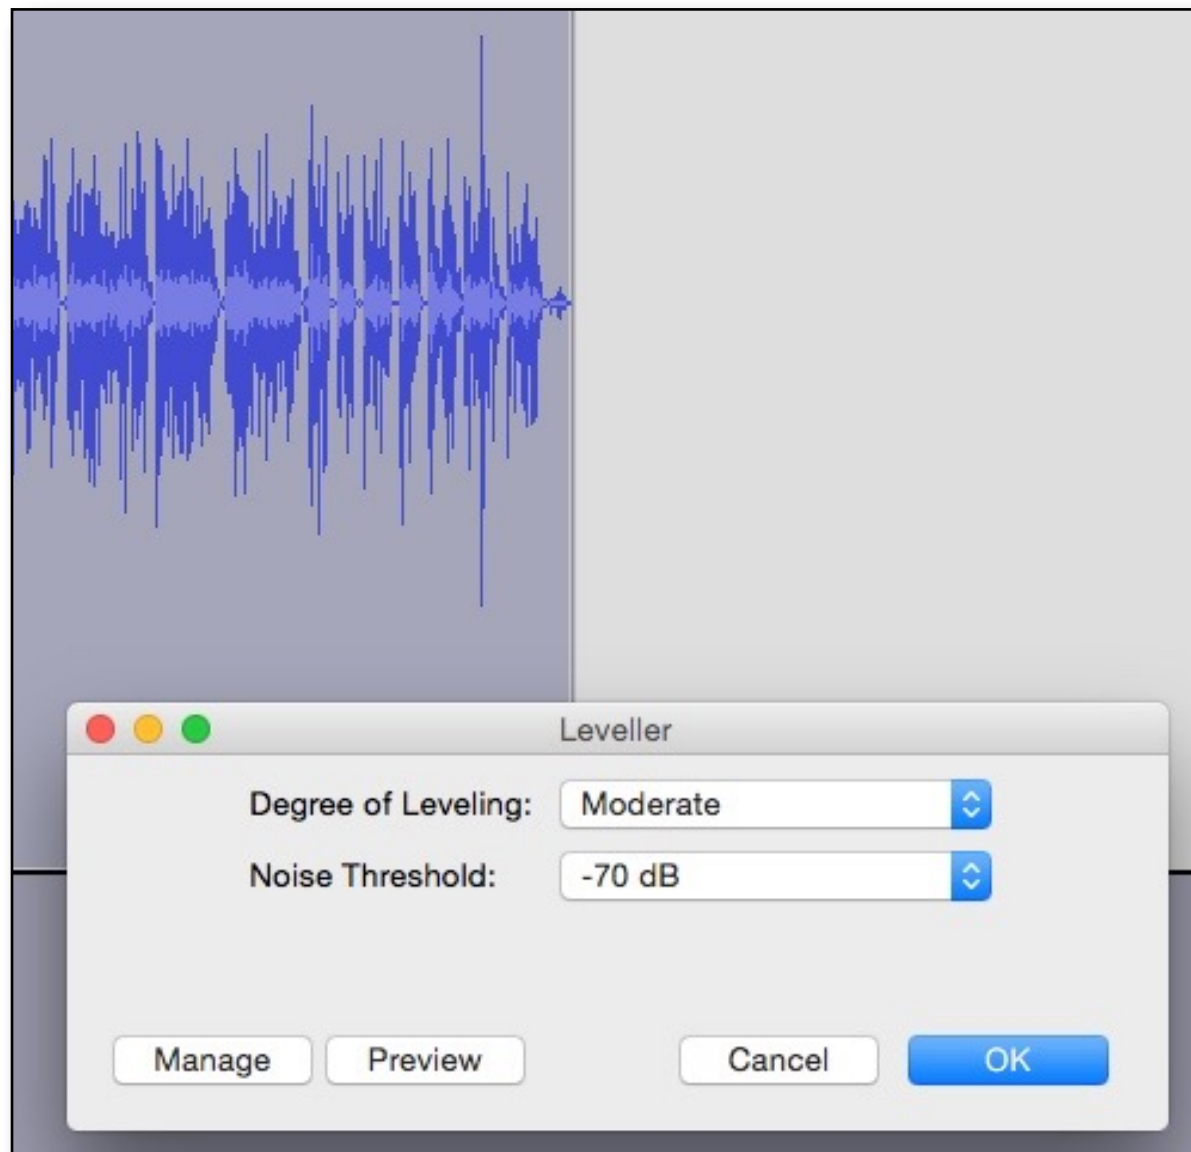 Leveller
Degree of Leveling: Moderate
Noise Threshold: -70 dB
Manage Preview Cancel OK